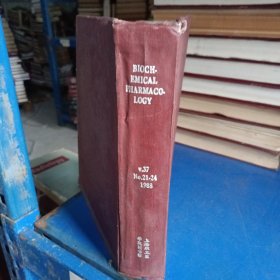 BIOCH-
EMICAL
PHARMACO-
LOGY
v.37
No.21-24
1988